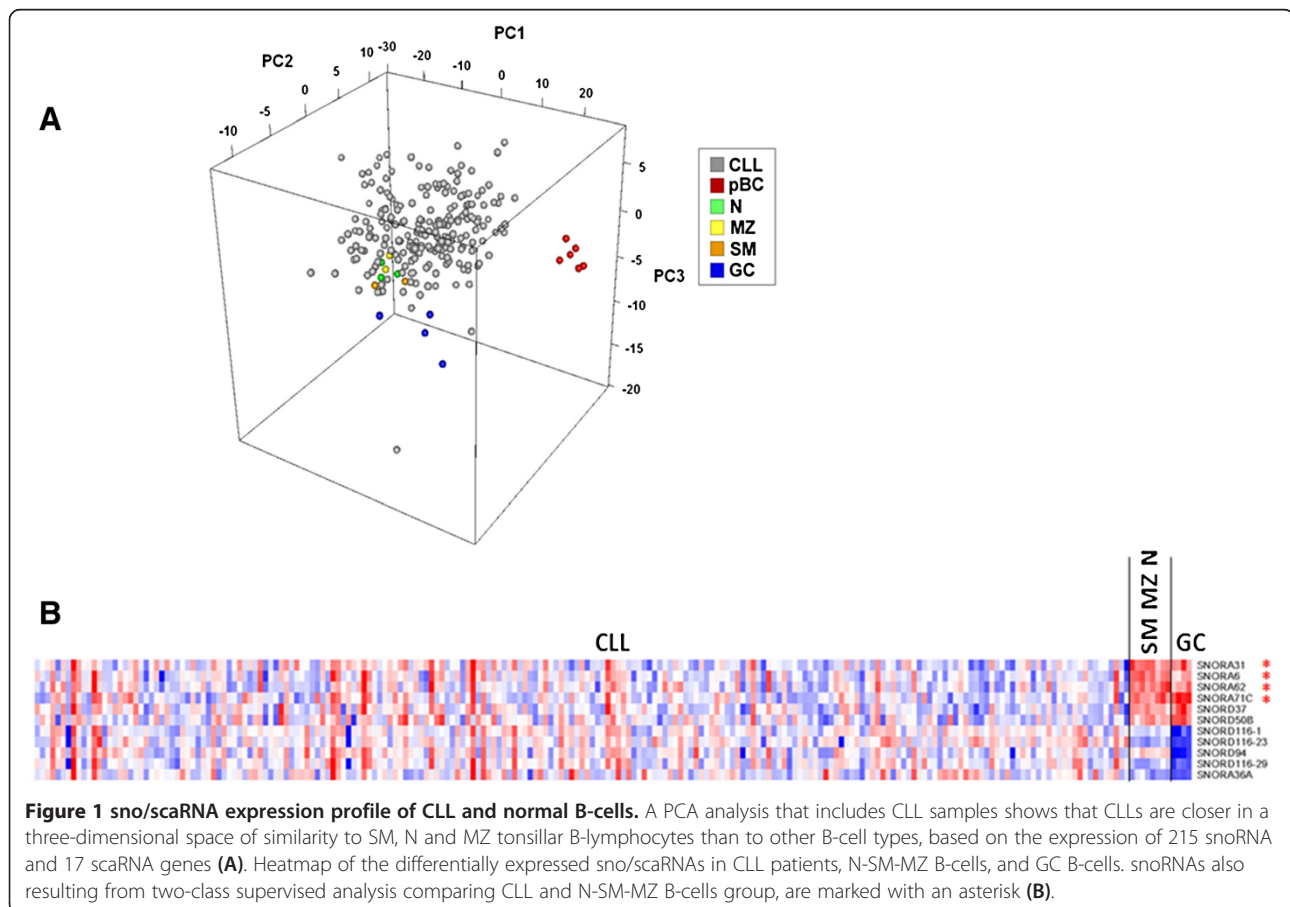 A
PC1
PC2
PC3
-10
-5
0
5
10
-30
-20
-10
0
10
20
5
0
-5
-10
-15
-20
CLL
pBC
N
MZ
SM
GC
B
CLL
SM MZ N
GC
SNORA31 *
SNORA6 *
SNORA62 *
SNORA71C *
SNORD37
SNORD50B
SNORD116-1
SNORD116-23
SNORD94
SNORD116-29
SNORA36A
Figure 1 sno/scaRNA expression profile of CLL and normal B-cells. A PCA analysis that includes CLL samples shows that CLLs are closer in a
three-dimensional space of similarity to SM, N and MZ tonsillar B-lymphocytes than to other B-cell types, based on the expression of 215 snoRNA
and 17 scaRNA genes (A). Heatmap of the differentially expressed sno/scaRNAs in CLL patients, N-SM-MZ B-cells, and GC B-cells. snoRNAs also
resulting from two-class supervised analysis comparing CLL and N-SM-MZ B-cells group, are marked with an asterisk (B).